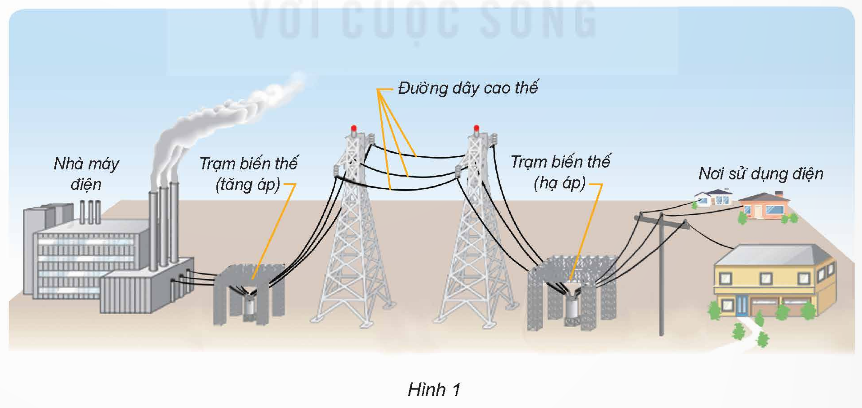 VỚI CUỘC SỐNG
Đường dây cao thế
Nhà máy
điện
Trạm biến thế
(tăng áp)
Trạm biến thế
(hạ áp)
Nơi sử dụng điện
Hình 1